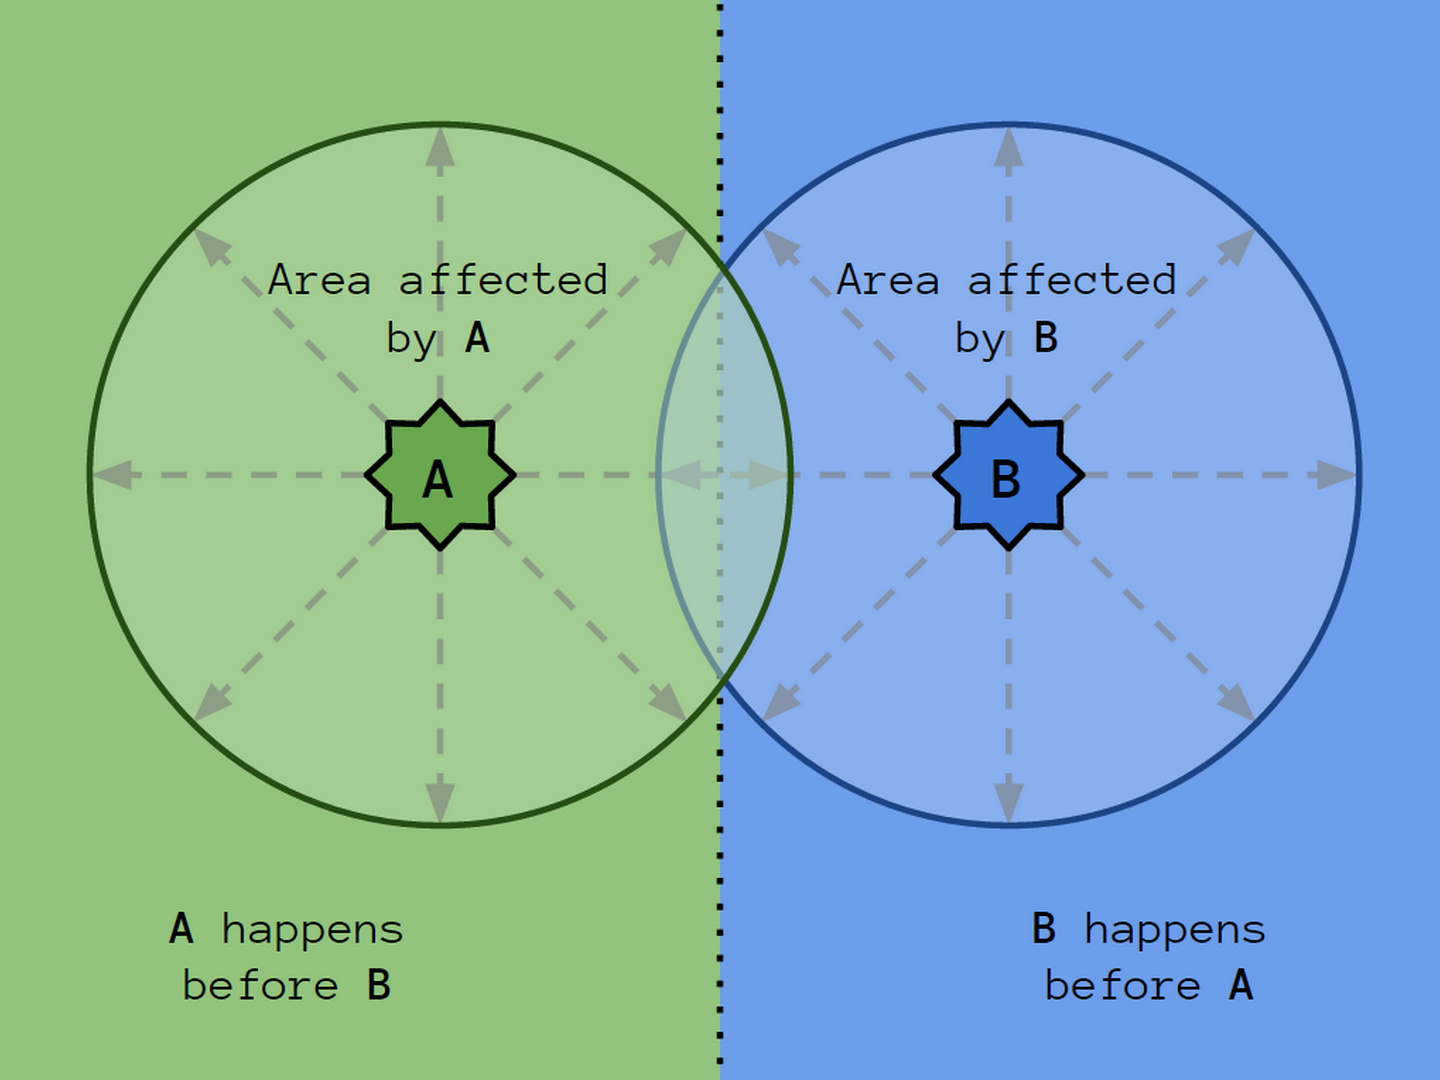 Area affected
by A
A
A happens
before B
Area affected
by B
B
B happens
before A